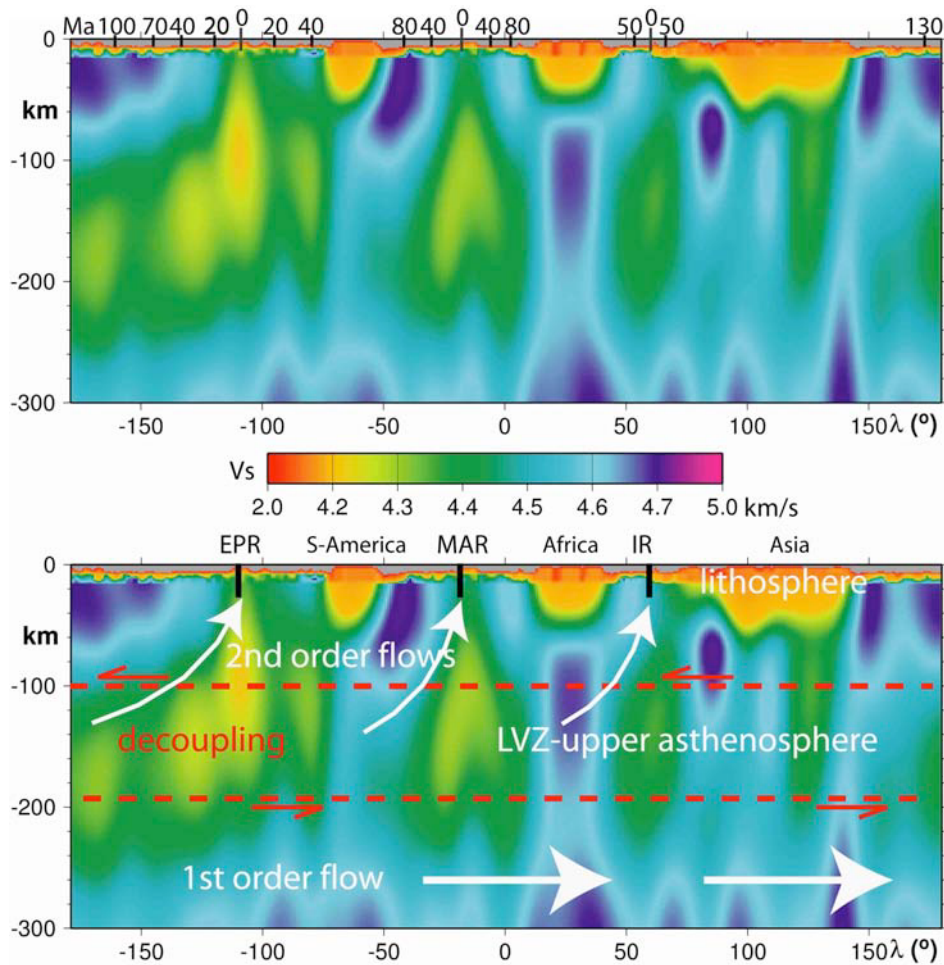 Ma 100 70 40 20 0 20 40 80 40 0 40 80 50 0 50 130
0
km
-100
-200
-300
-150 -100 -50 0 50 100 150 λ (º)
Vs
2.0 4.2 4.3 4.4 4.5 4.6 4.7 5.0 km/s
EPR S-America MAR Africa IR Asia
0
lithosphere
km
2nd order flows
-100
decoupling LVZ-upper asthenosphere
-200
1st order flow
-300
-150 -100 -50 0 50 100 150 λ (º)